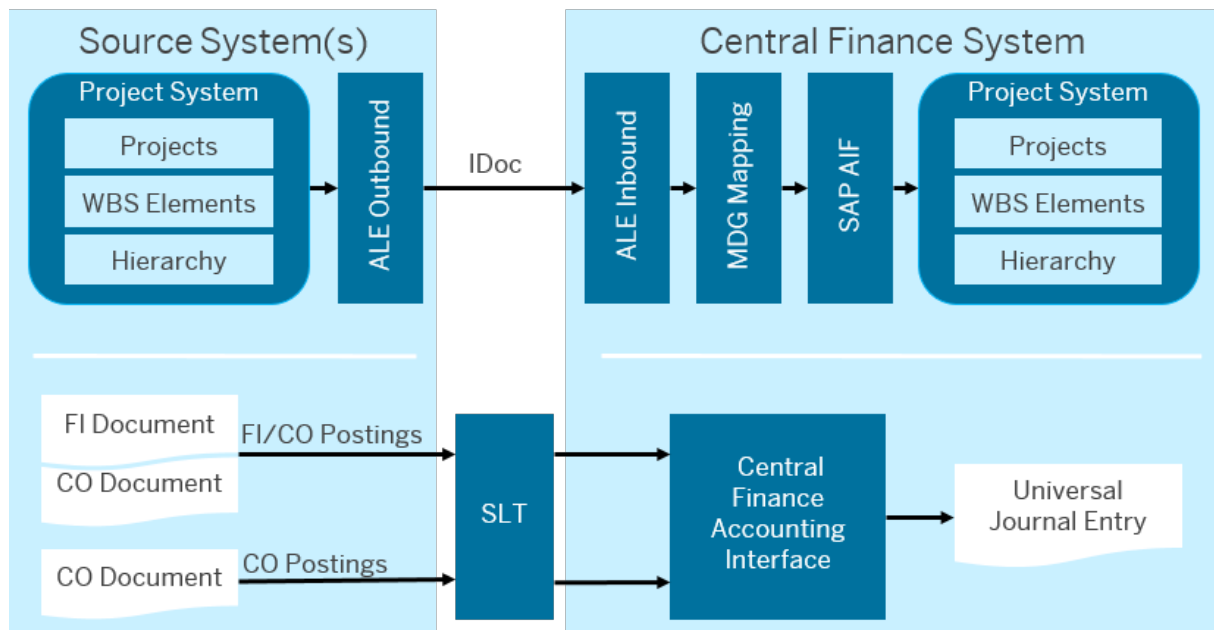 Source System(s)
Central Finance System
Project System
Projects
WBS Elements
Hierarchy
ALE Outbound
IDoc
ALE Inbound
MDG Mapping
SAP AIF
Project System
Projects
WBS Elements
Hierarchy
FI Document
CO Document
FI/CO Postings
CO Document
CO Postings
SLT
Central
Finance
Accounting
Interface
Universal
Journal Entry